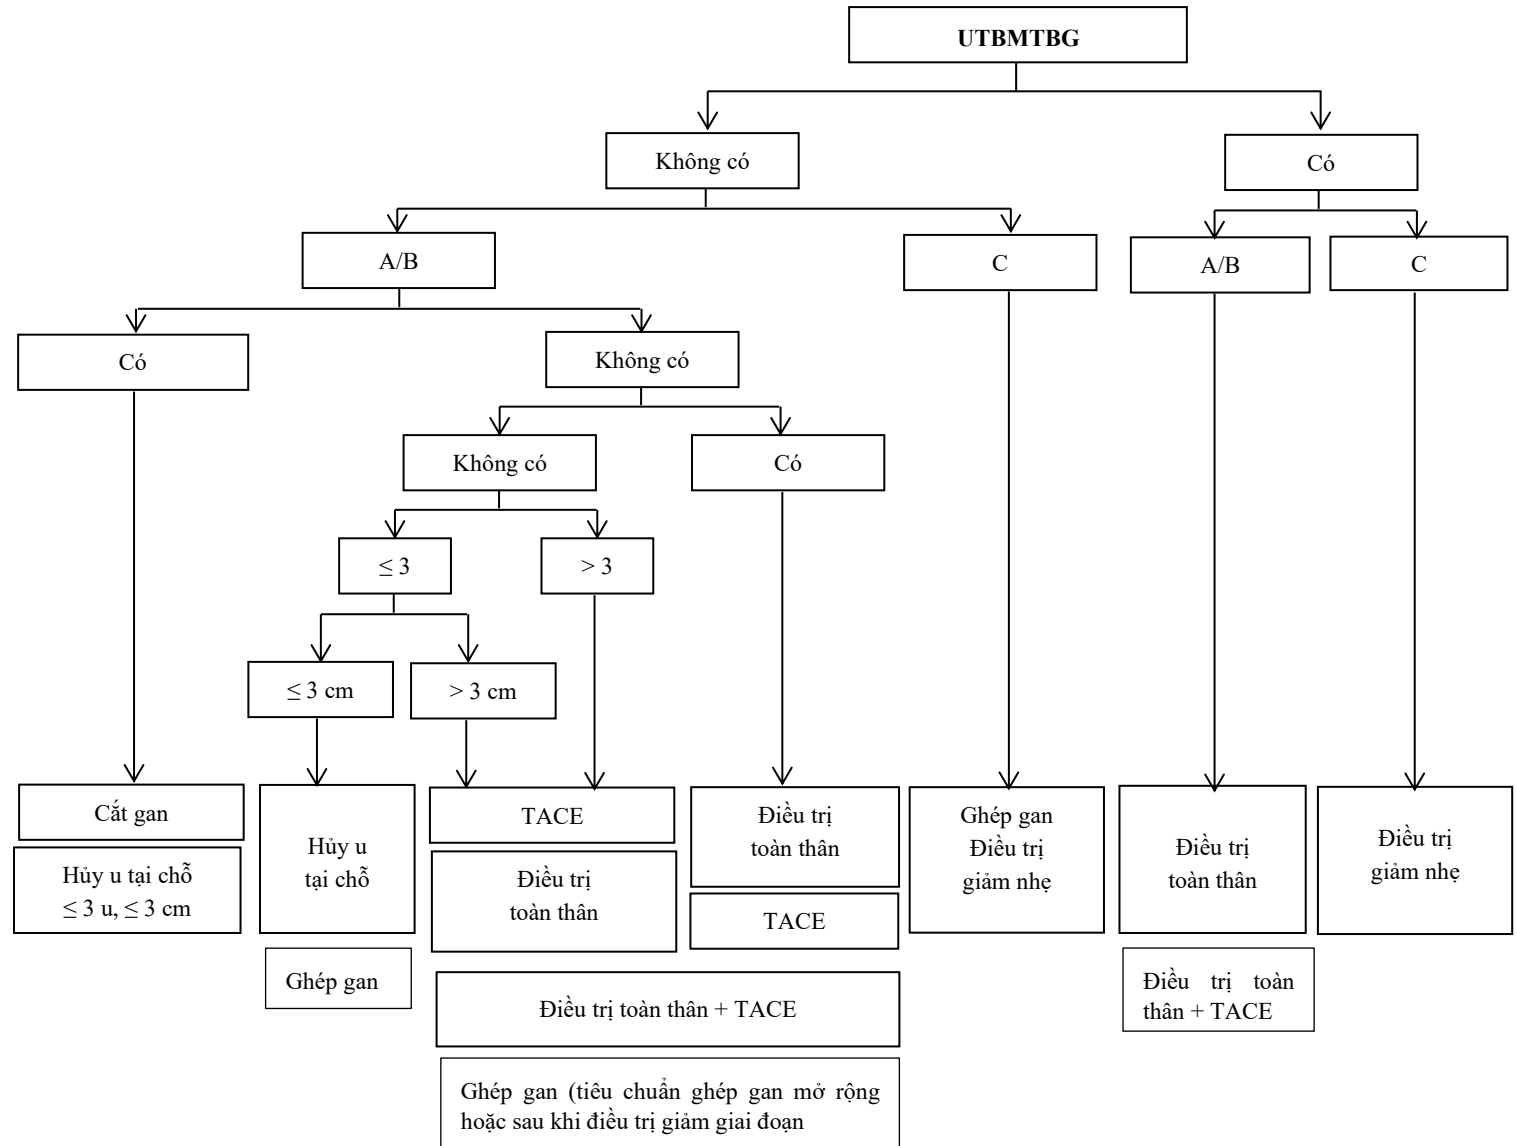 UTBMTBG
Không có
Có
A/B
C
A/B
C
Có
Không có
Không có
Có
≤ 3
> 3
≤ 3 cm
> 3 cm
Cắt gan
Hủy u tại chỗ
≤ 3 u, ≤ 3 cm
Hủy u
tại chỗ
Ghép gan
TACE
Điều trị
toàn thân
Điều trị
toàn thân
TACE
Điều trị toàn thân + TACE
Ghép gan (tiêu chuẩn ghép gan mở rộng
hoặc sau khi điều trị giảm giai đoạn
Ghép gan
Điều trị
giảm nhẹ
Điều trị
toàn thân
Điều trị toàn
thân + TACE
Điều trị
giảm nhẹ